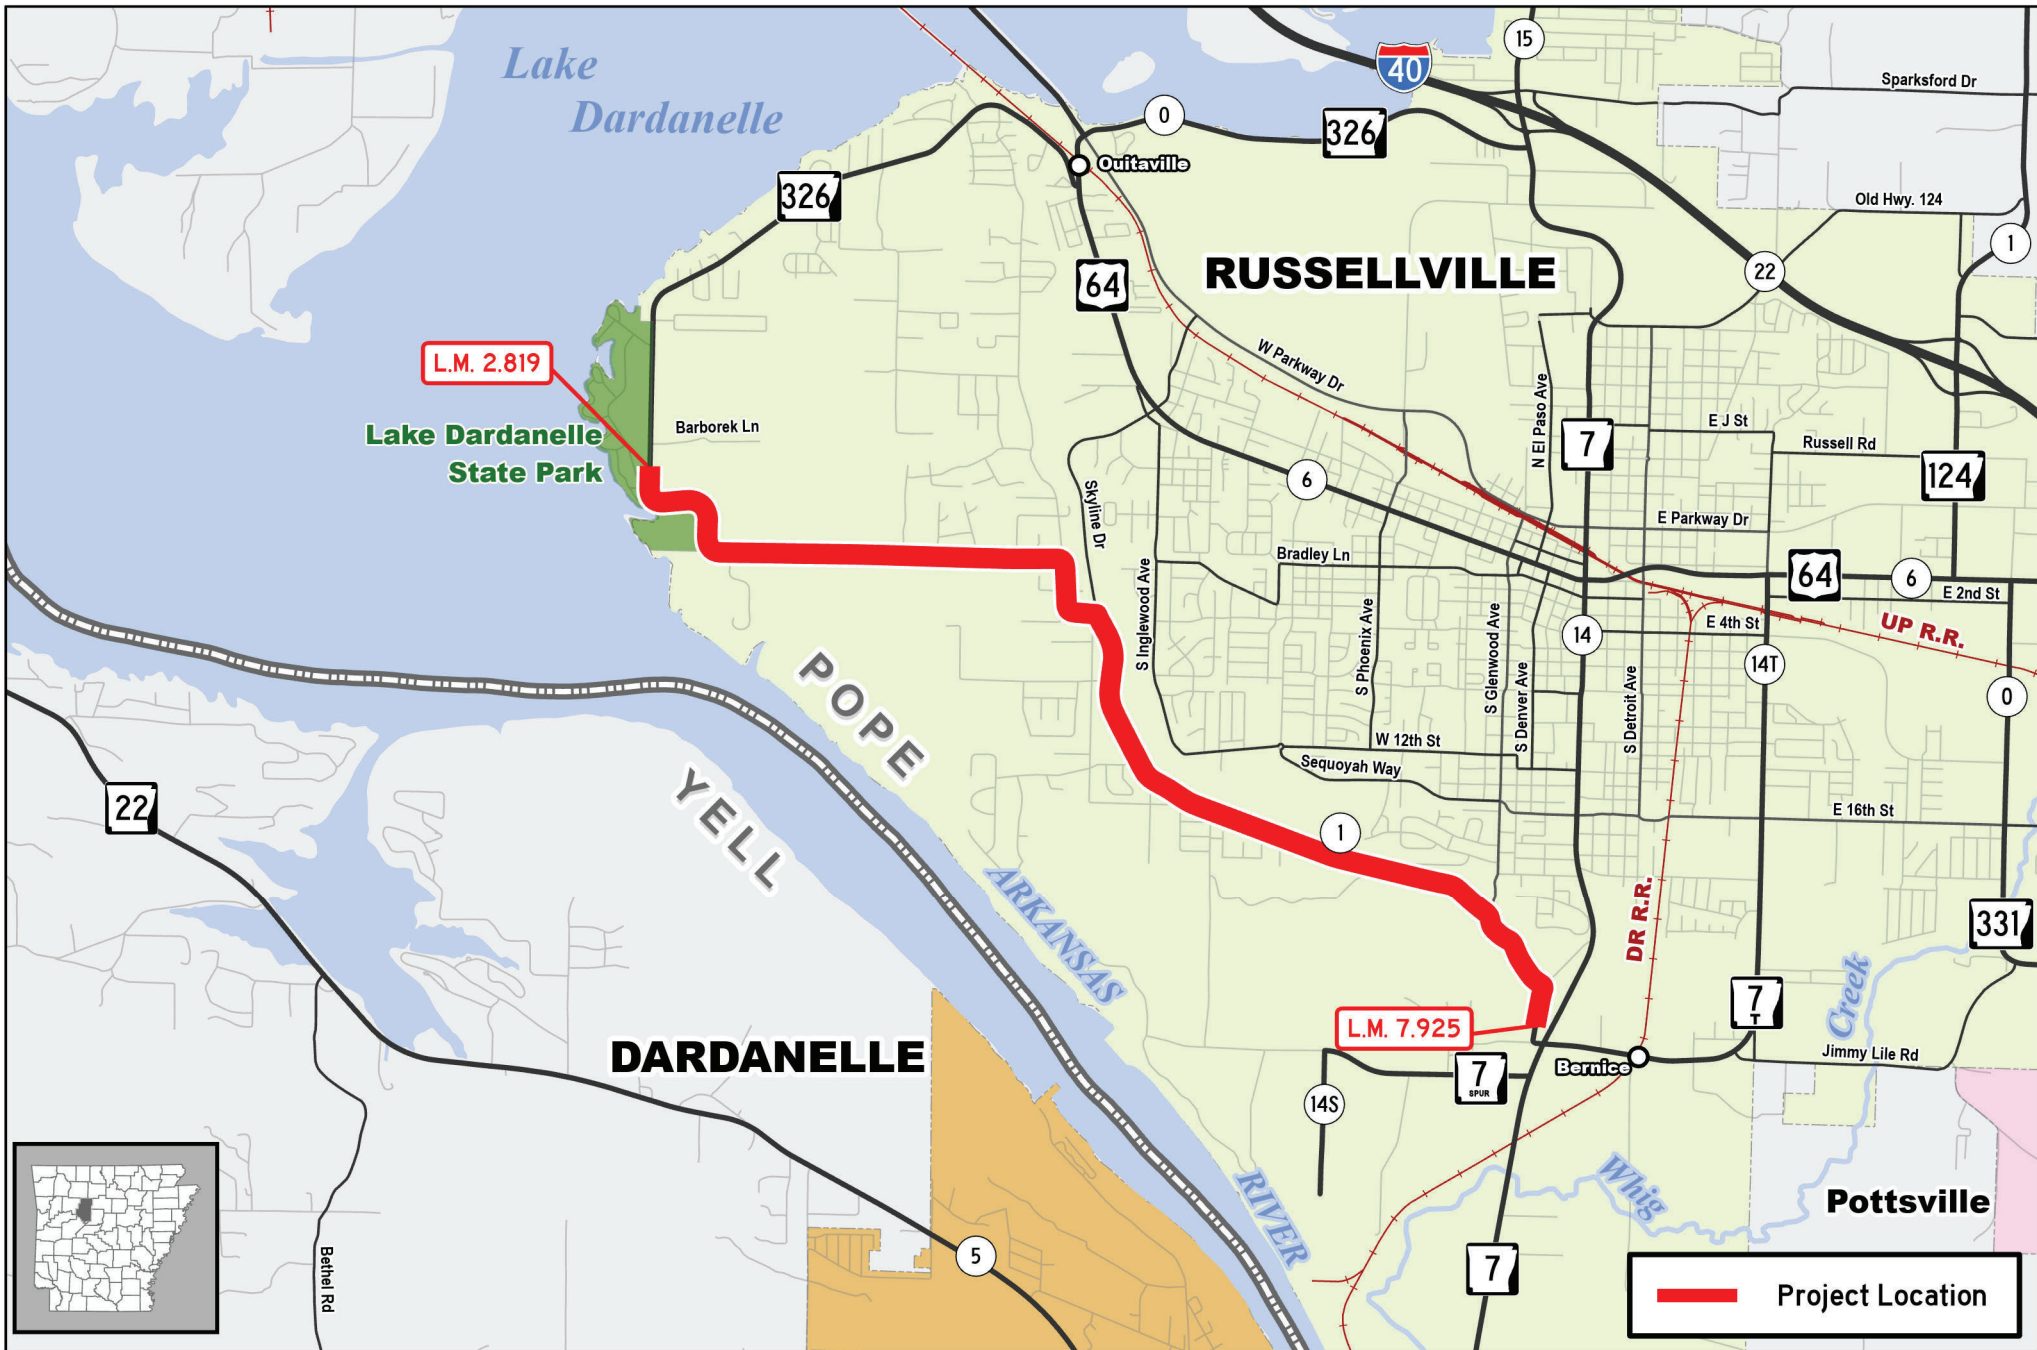 Lake
Dardanelle
15
40
Sparksford Dr
0
326
Quitaville
326
Old Hwy. 124
1
22
64
RUSSELLVILLE
L.M. 2.819
W Parkway Dr
N El Paso Ave
7
E J St
Russell Rd
124
Barborek Ln
Lake Dardanelle
State Park
Skyline Dr
6
E Parkway Dr
Bradley Ln
64
6
E 2nd St
S Inglewood Ave
S Phoenix Ave
S Glenwood Ave
S Denver Ave
14
E 4th St
UP R.R.
14T
S Detroit Ave
0
POPE
YELL
W 12th St
Sequoyah Way
22
1
E 16th St
ARKANSAS
DR R.R.
331
Creek
7
T
L.M. 7.925
Jimmy Lile Rd
DARDANELLE
Bernice
7
SPUR
14S
Whig
Pottsville
RIVER
5
7
Bethel Rd
Project Location